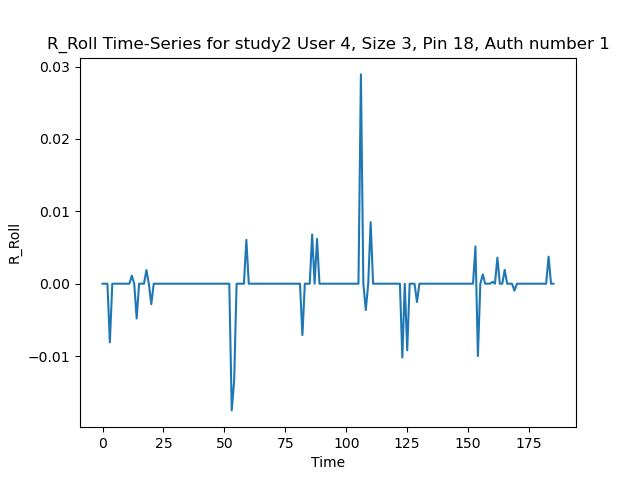 R_Roll Time-Series for study2 User 4, Size 3, Pin 18, Auth number 1
0.03
0.02
0.01
0.00
−0.01
R_Roll
0 25 50 75 100 125 150 175
Time